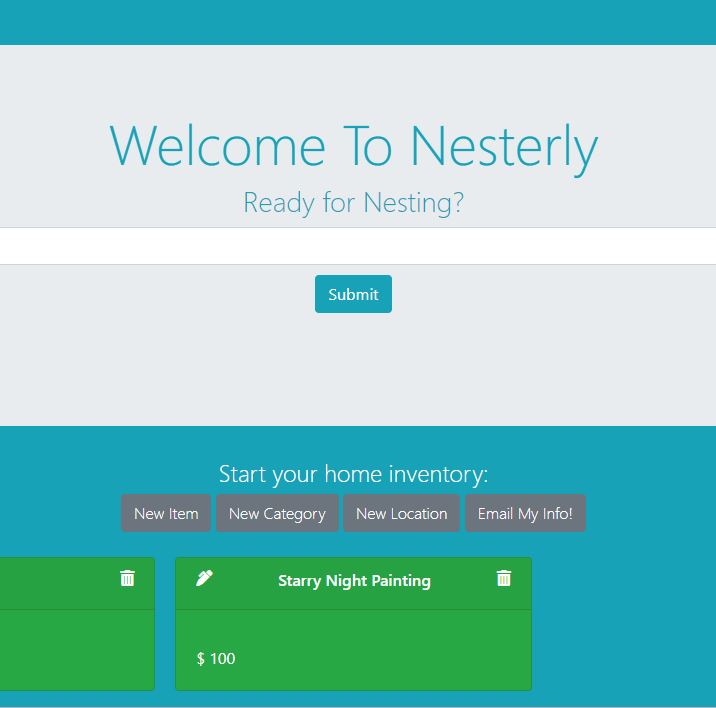 Welcome To Nesterly
Ready for Nesting?
Submit
Start your home inventory:
New Item New Category New Location Email My Info!
Starry Night Painting
$ 100